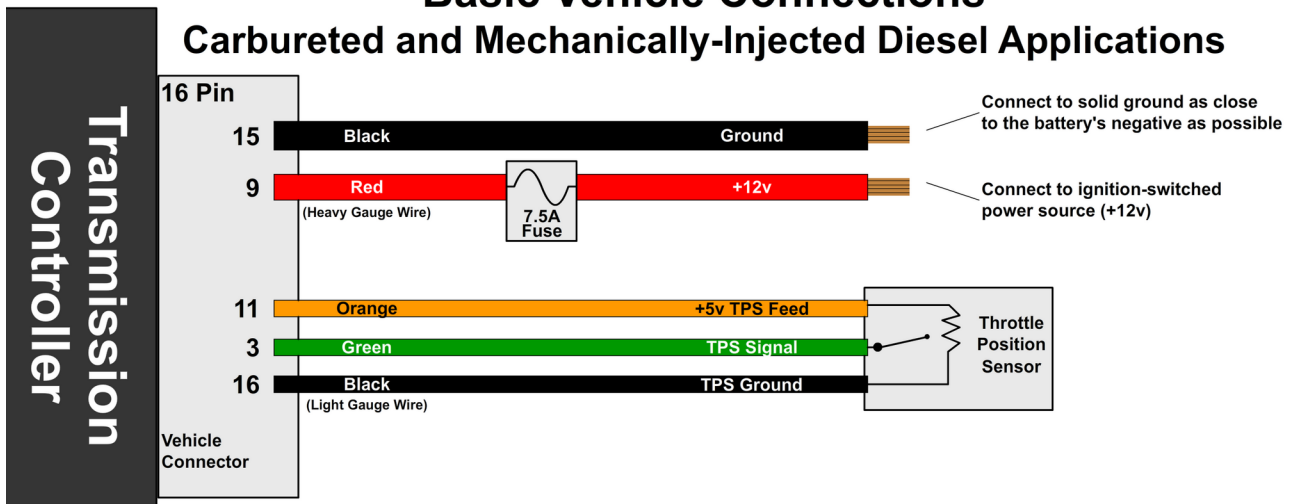 Basic Vehicle Connections
Carbureted and Mechanically-Injected Diesel Applications
Transmission
Controller
16 Pin
15 Black Ground
Connect to solid ground as close
to the battery's negative as possible
9 Red +12v
(Heavy Gauge Wire)
7.5A
Fuse
Connect to ignition-switched
power source (+12v)
11 Orange +5v TPS Feed
3 Green TPS Signal
16 Black TPS Ground
(Light Gauge Wire)
Throttle
Position
Sensor
Vehicle
Connector